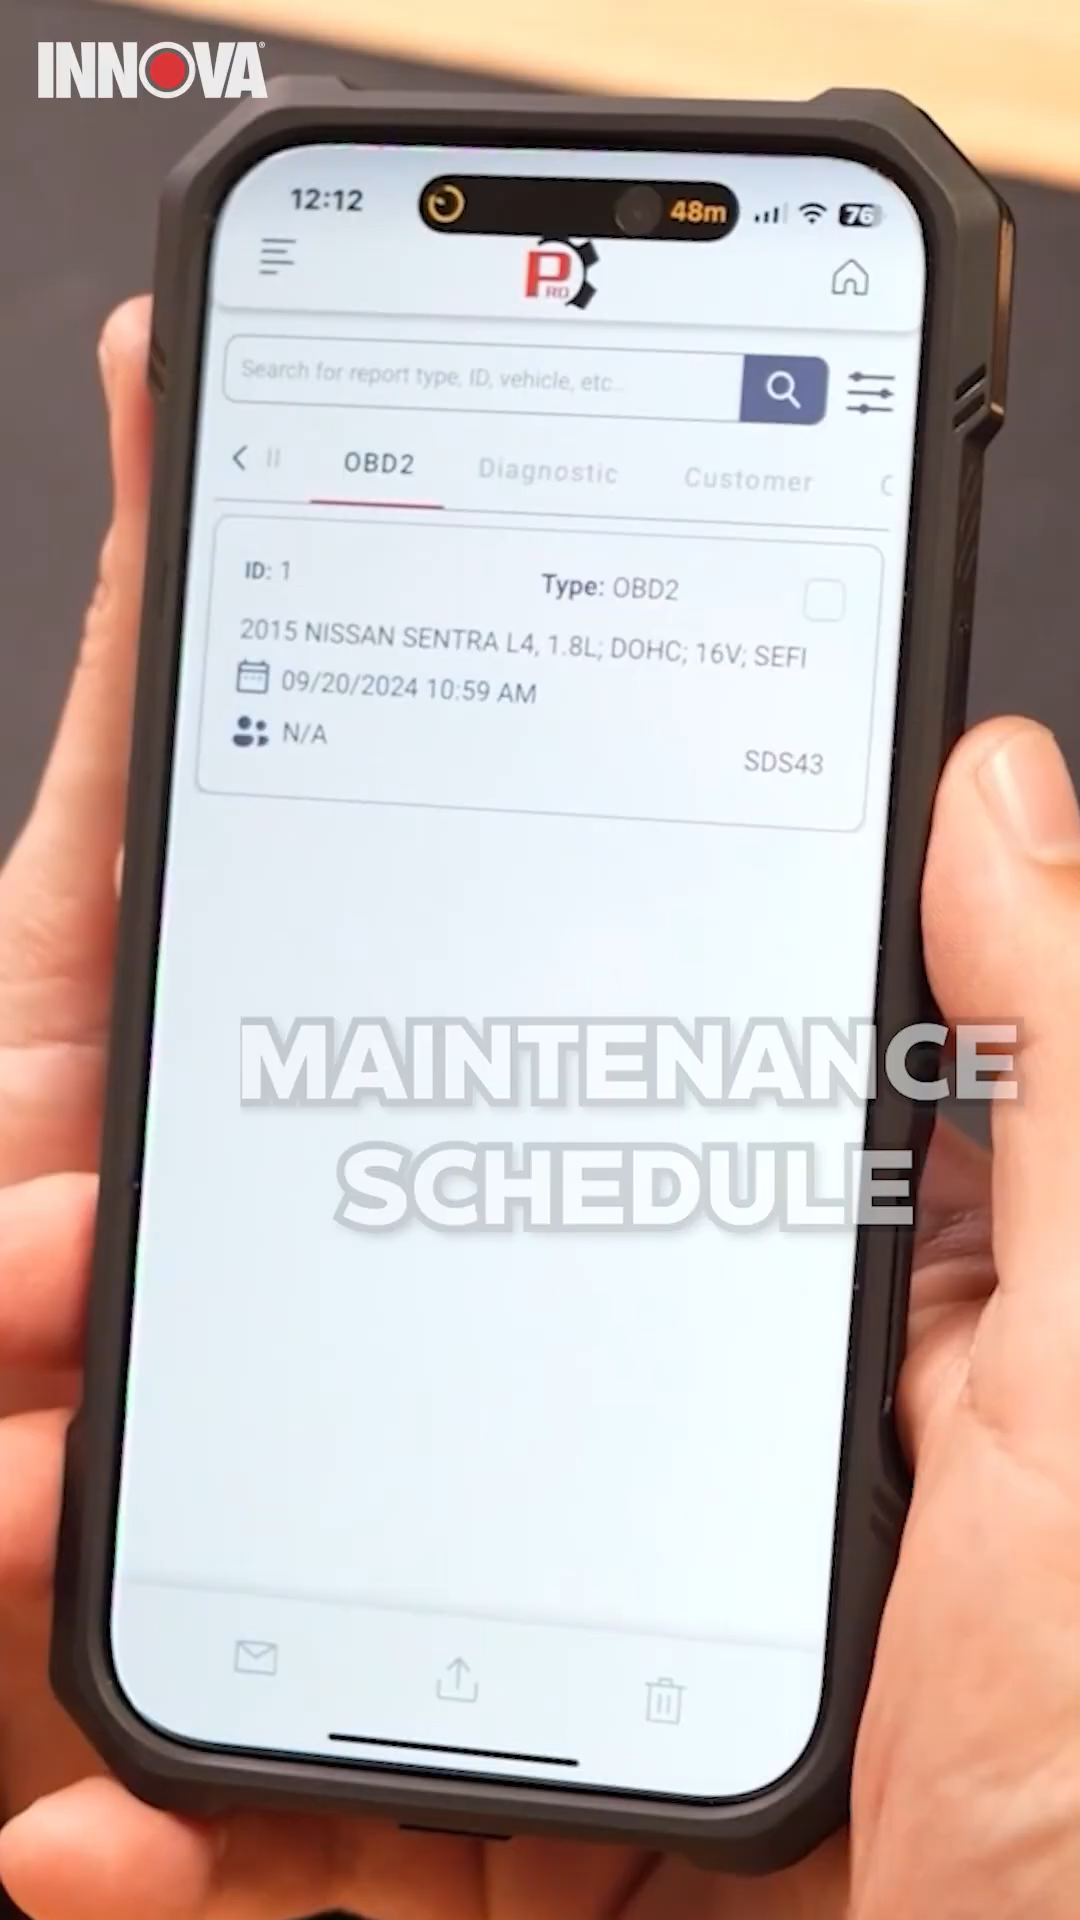 INNOVA
12:12
48m
76
PRO
Search for report type, ID, vehicle, etc...
OBD2 Diagnostic Customer
ID: 1 Type: OBD2
2015 NISSAN SENTRA L4, 1.8L; DOHC; 16V; SEFI
09/20/2024 10:59 AM
N/A
SDS43
MAINTENANCE
SCHEDULE